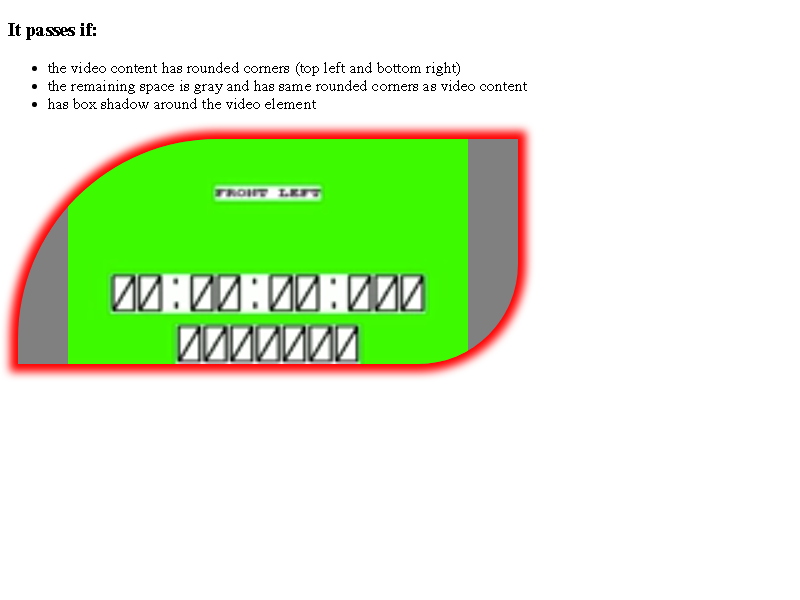 It passes if:
the video content has rounded corners (top left and bottom right)
the remaining space is gray and has same rounded corners as video content
has box shadow around the video element
FRONT LEFT
00:00:00:000
0000000